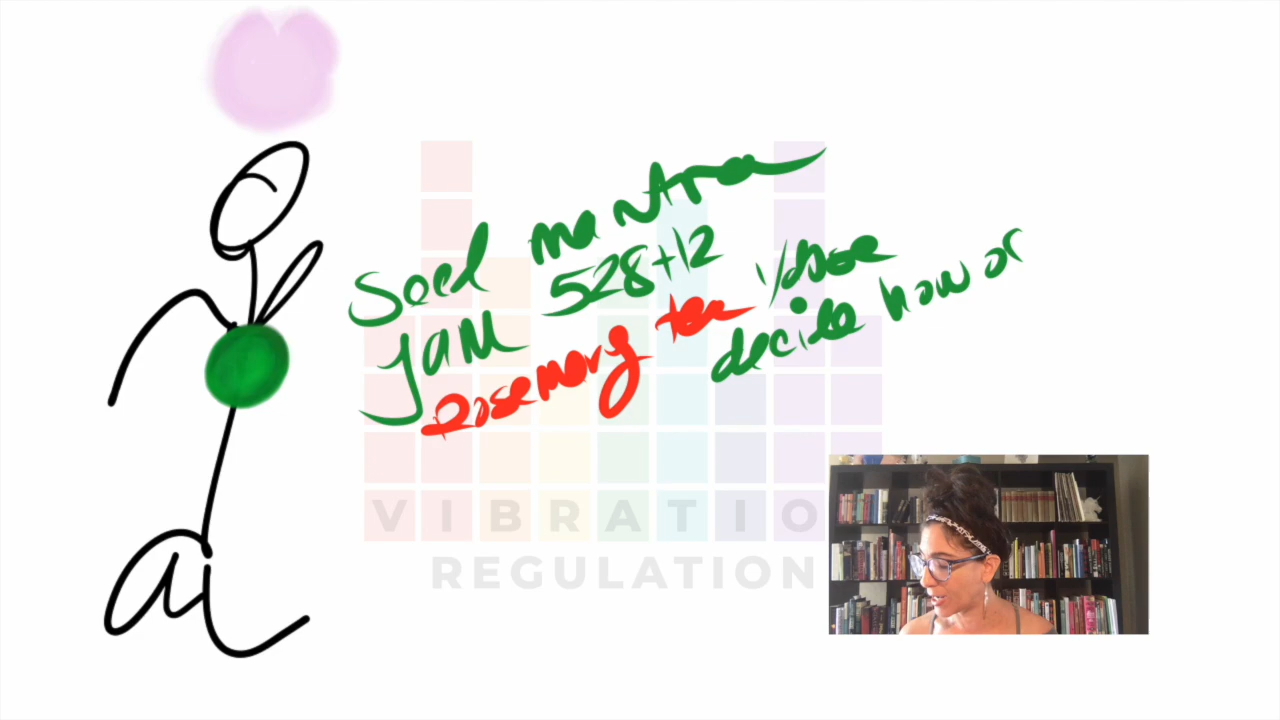 Seed mantra
YAM 528+12
Rosemary tea
decide how or
VIBRATIO
REGULATION